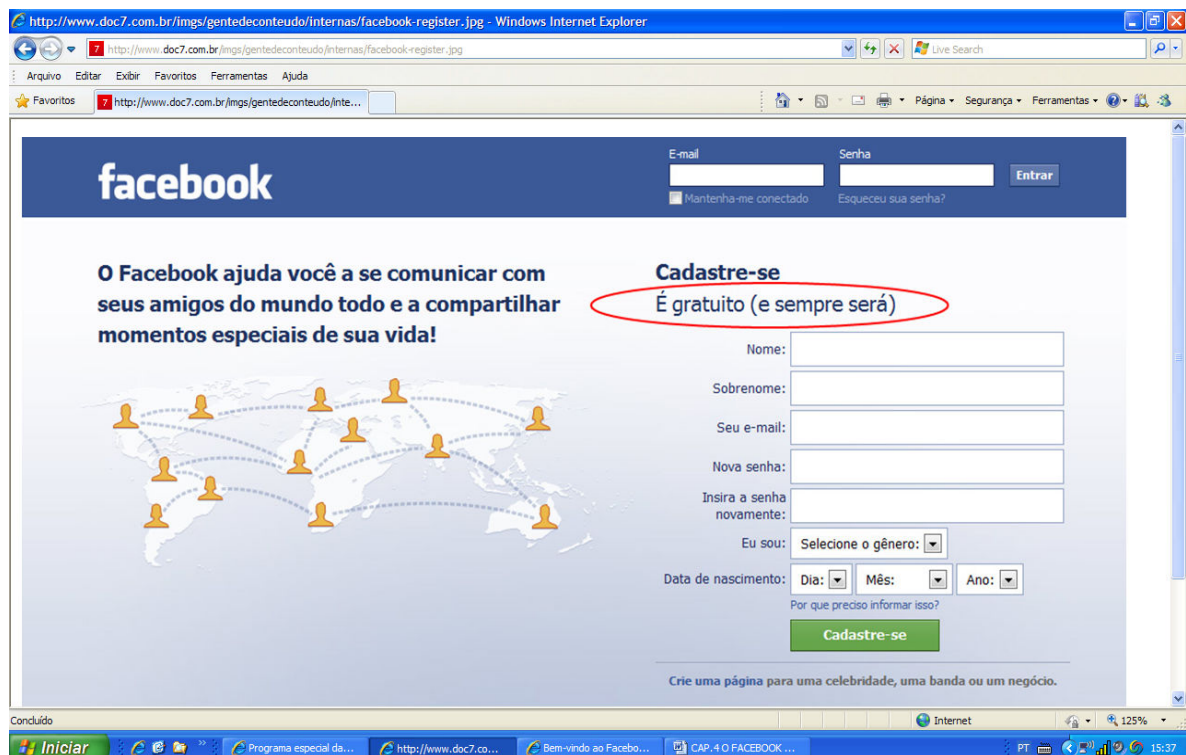 http://www.doc7.com.br/imgs/gentedeconteudo/internas/facebook-register.jpg - Windows Internet Explorer
http://www.doc7.com.br/imgs/gentedeconteudo/internas/facebook-register.jpg
Live Search
Arquivo Editar Exibir Favoritos Ferramentas Ajuda
Favoritos
http://www.doc7.com.br/imgs/gentedeconteudo/inte...
Página Segurança Ferramentas
facebook
E-mail
Senha
Entrar
Mantenha-me conectado
Esqueceu sua senha?
O Facebook ajuda você a se comunicar com
seus amigos do mundo todo e a compartilhar
momentos especiais de sua vida!
Cadastre-se
É gratuito (e sempre será)
Nome:
Sobrenome:
Seu e-mail:
Nova senha:
Insira a senha
novamente:
Eu sou: Selecione o gênero:
Data de nascimento: Dia: Mês: Ano:
Por que preciso informar isso?
Cadastre-se
Crie uma página para uma celebridade, uma banda ou um negócio.
Concluído
Internet
125%
Iniciar
Programa especial da...
http://www.doc7.co...
Bem-vindo ao Facebo...
CAP.4 O FACEBOOK ...
PT
15:37